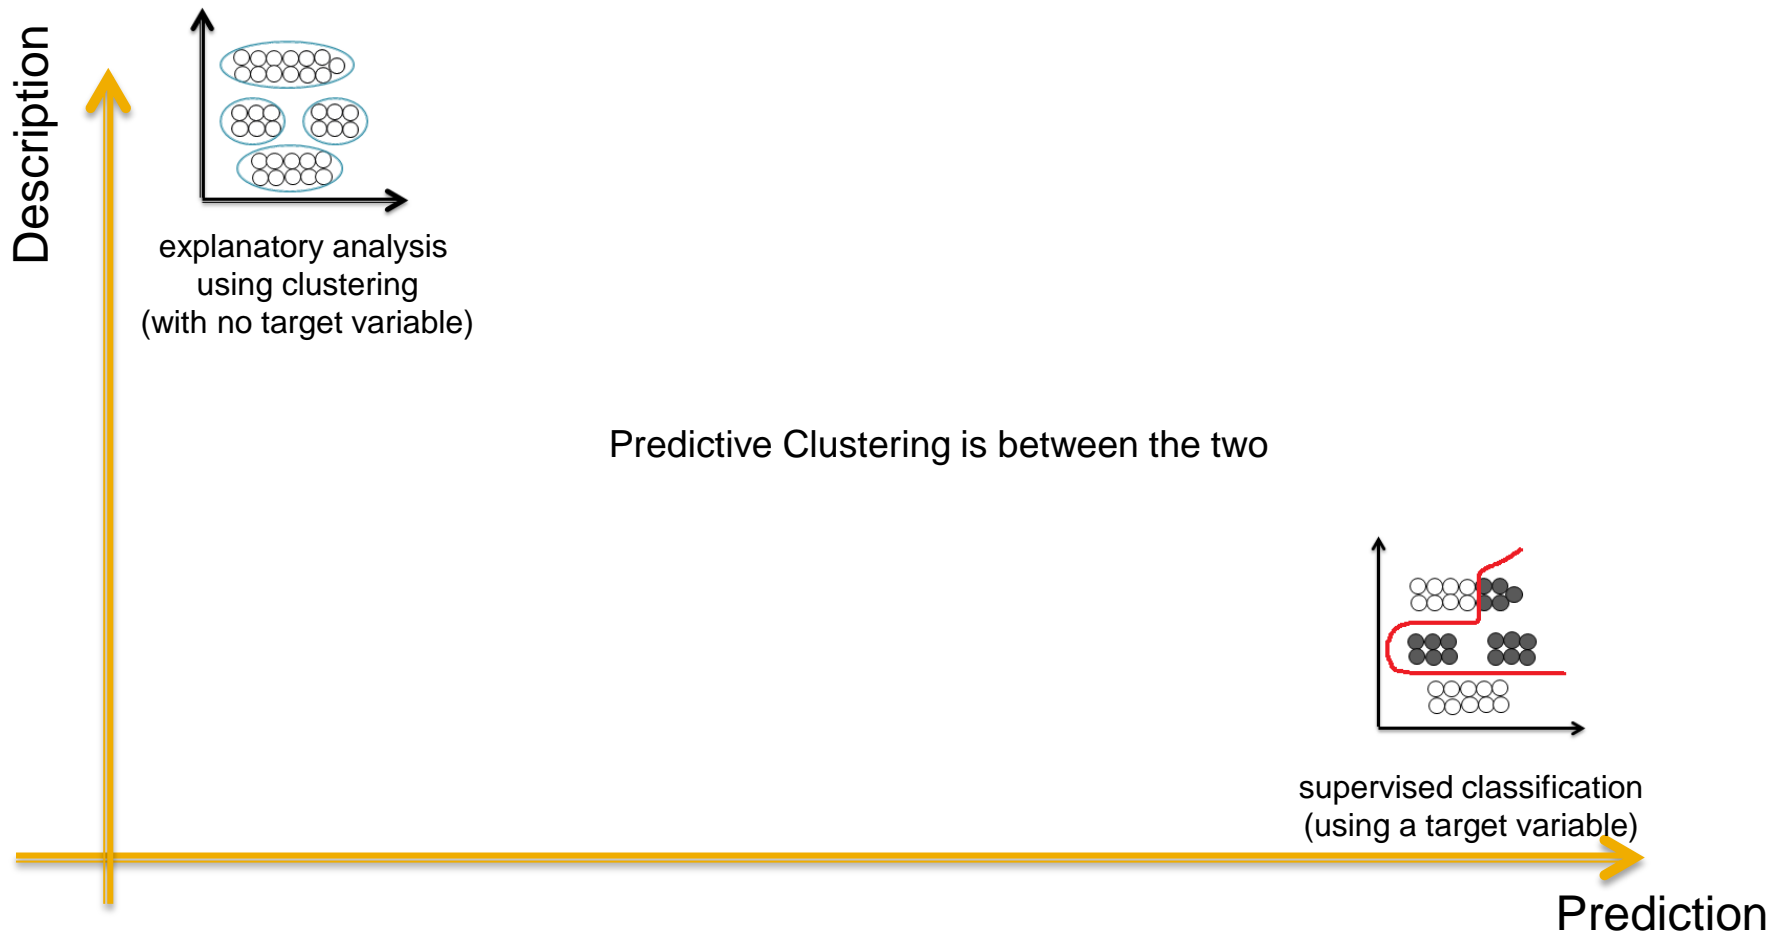 Description
explanatory analysis
using clustering
(with no target variable)
Predictive Clustering is between the two
supervised classification
(using a target variable)
Prediction